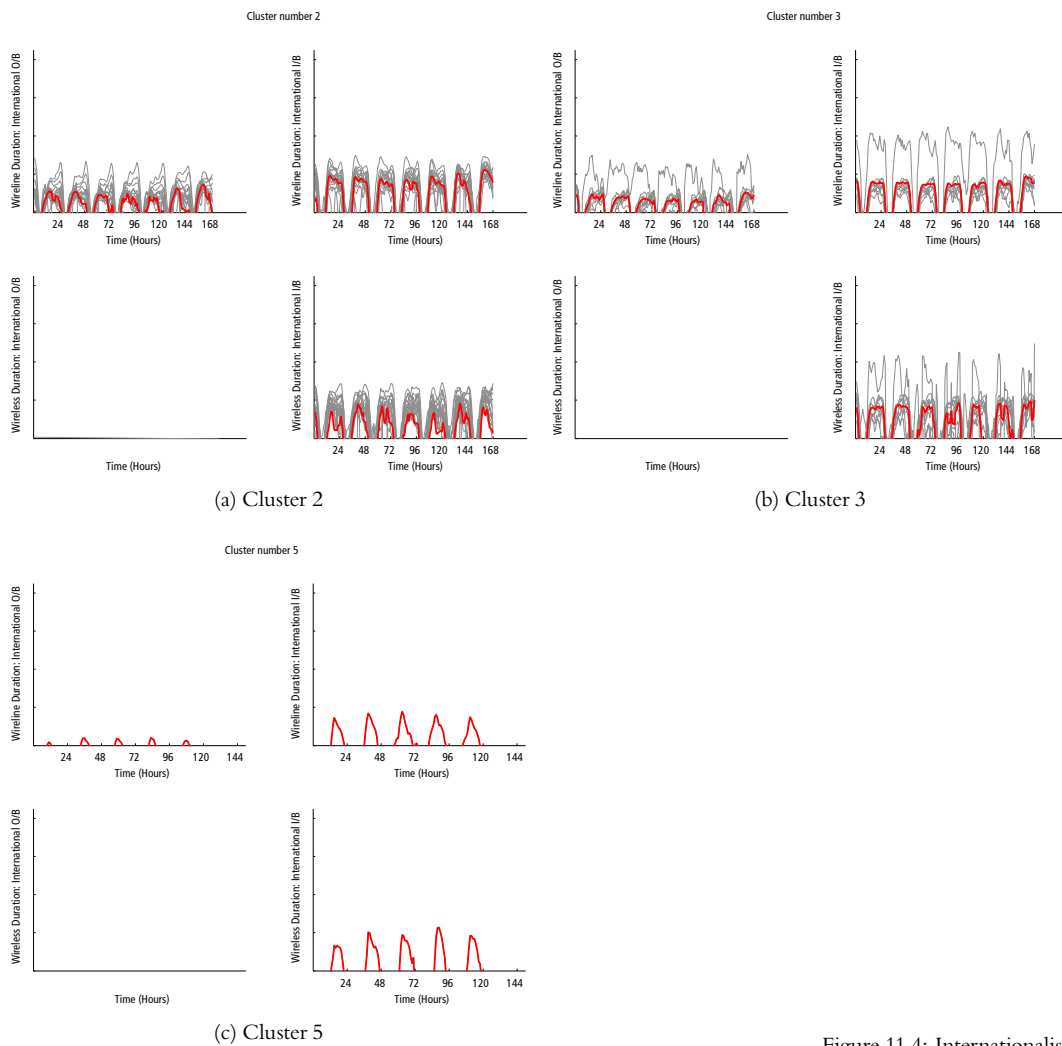 Cluster number 2
Wireline Duration: International O/B
24 48 72 96 120 144 168
Time (Hours)
Wireline Duration: International I/B
24 48 72 96 120 144 168
Time (Hours)
Wireless Duration: International O/B
Time (Hours)
Wireless Duration: International I/B
24 48 72 96 120 144 168
Time (Hours)
(a) Cluster 2
Cluster number 3
Wireline Duration: International O/B
24 48 72 96 120 144 168
Time (Hours)
Wireline Duration: International I/B
24 48 72 96 120 144 168
Time (Hours)
Wireless Duration: International O/B
Time (Hours)
Wireless Duration: International I/B
24 48 72 96 120 144 168
Time (Hours)
(b) Cluster 3
Cluster number 5
Wireline Duration: International O/B
24 48 72 96 120 144
Time (Hours)
Wireline Duration: International I/B
24 48 72 96 120 144
Time (Hours)
Wireless Duration: International O/B
Time (Hours)
Wireless Duration: International I/B
24 48 72 96 120 144
Time (Hours)
(c) Cluster 5
Figure 11.4: Internationalis